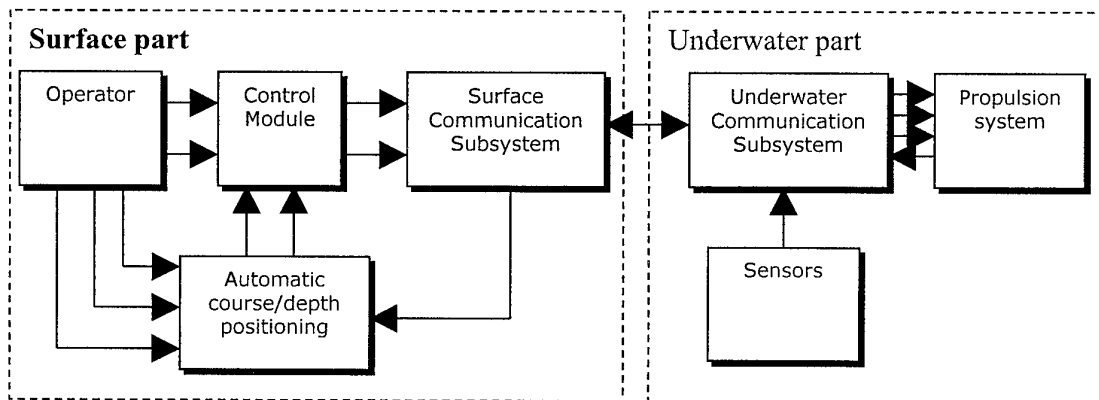 Surface part
Operator
Control
Module
Surface
Communication
Subsystem
Automatic
course/depth
positioning
Underwater part
Underwater
Communication
Subsystem
Propulsion
system
Sensors